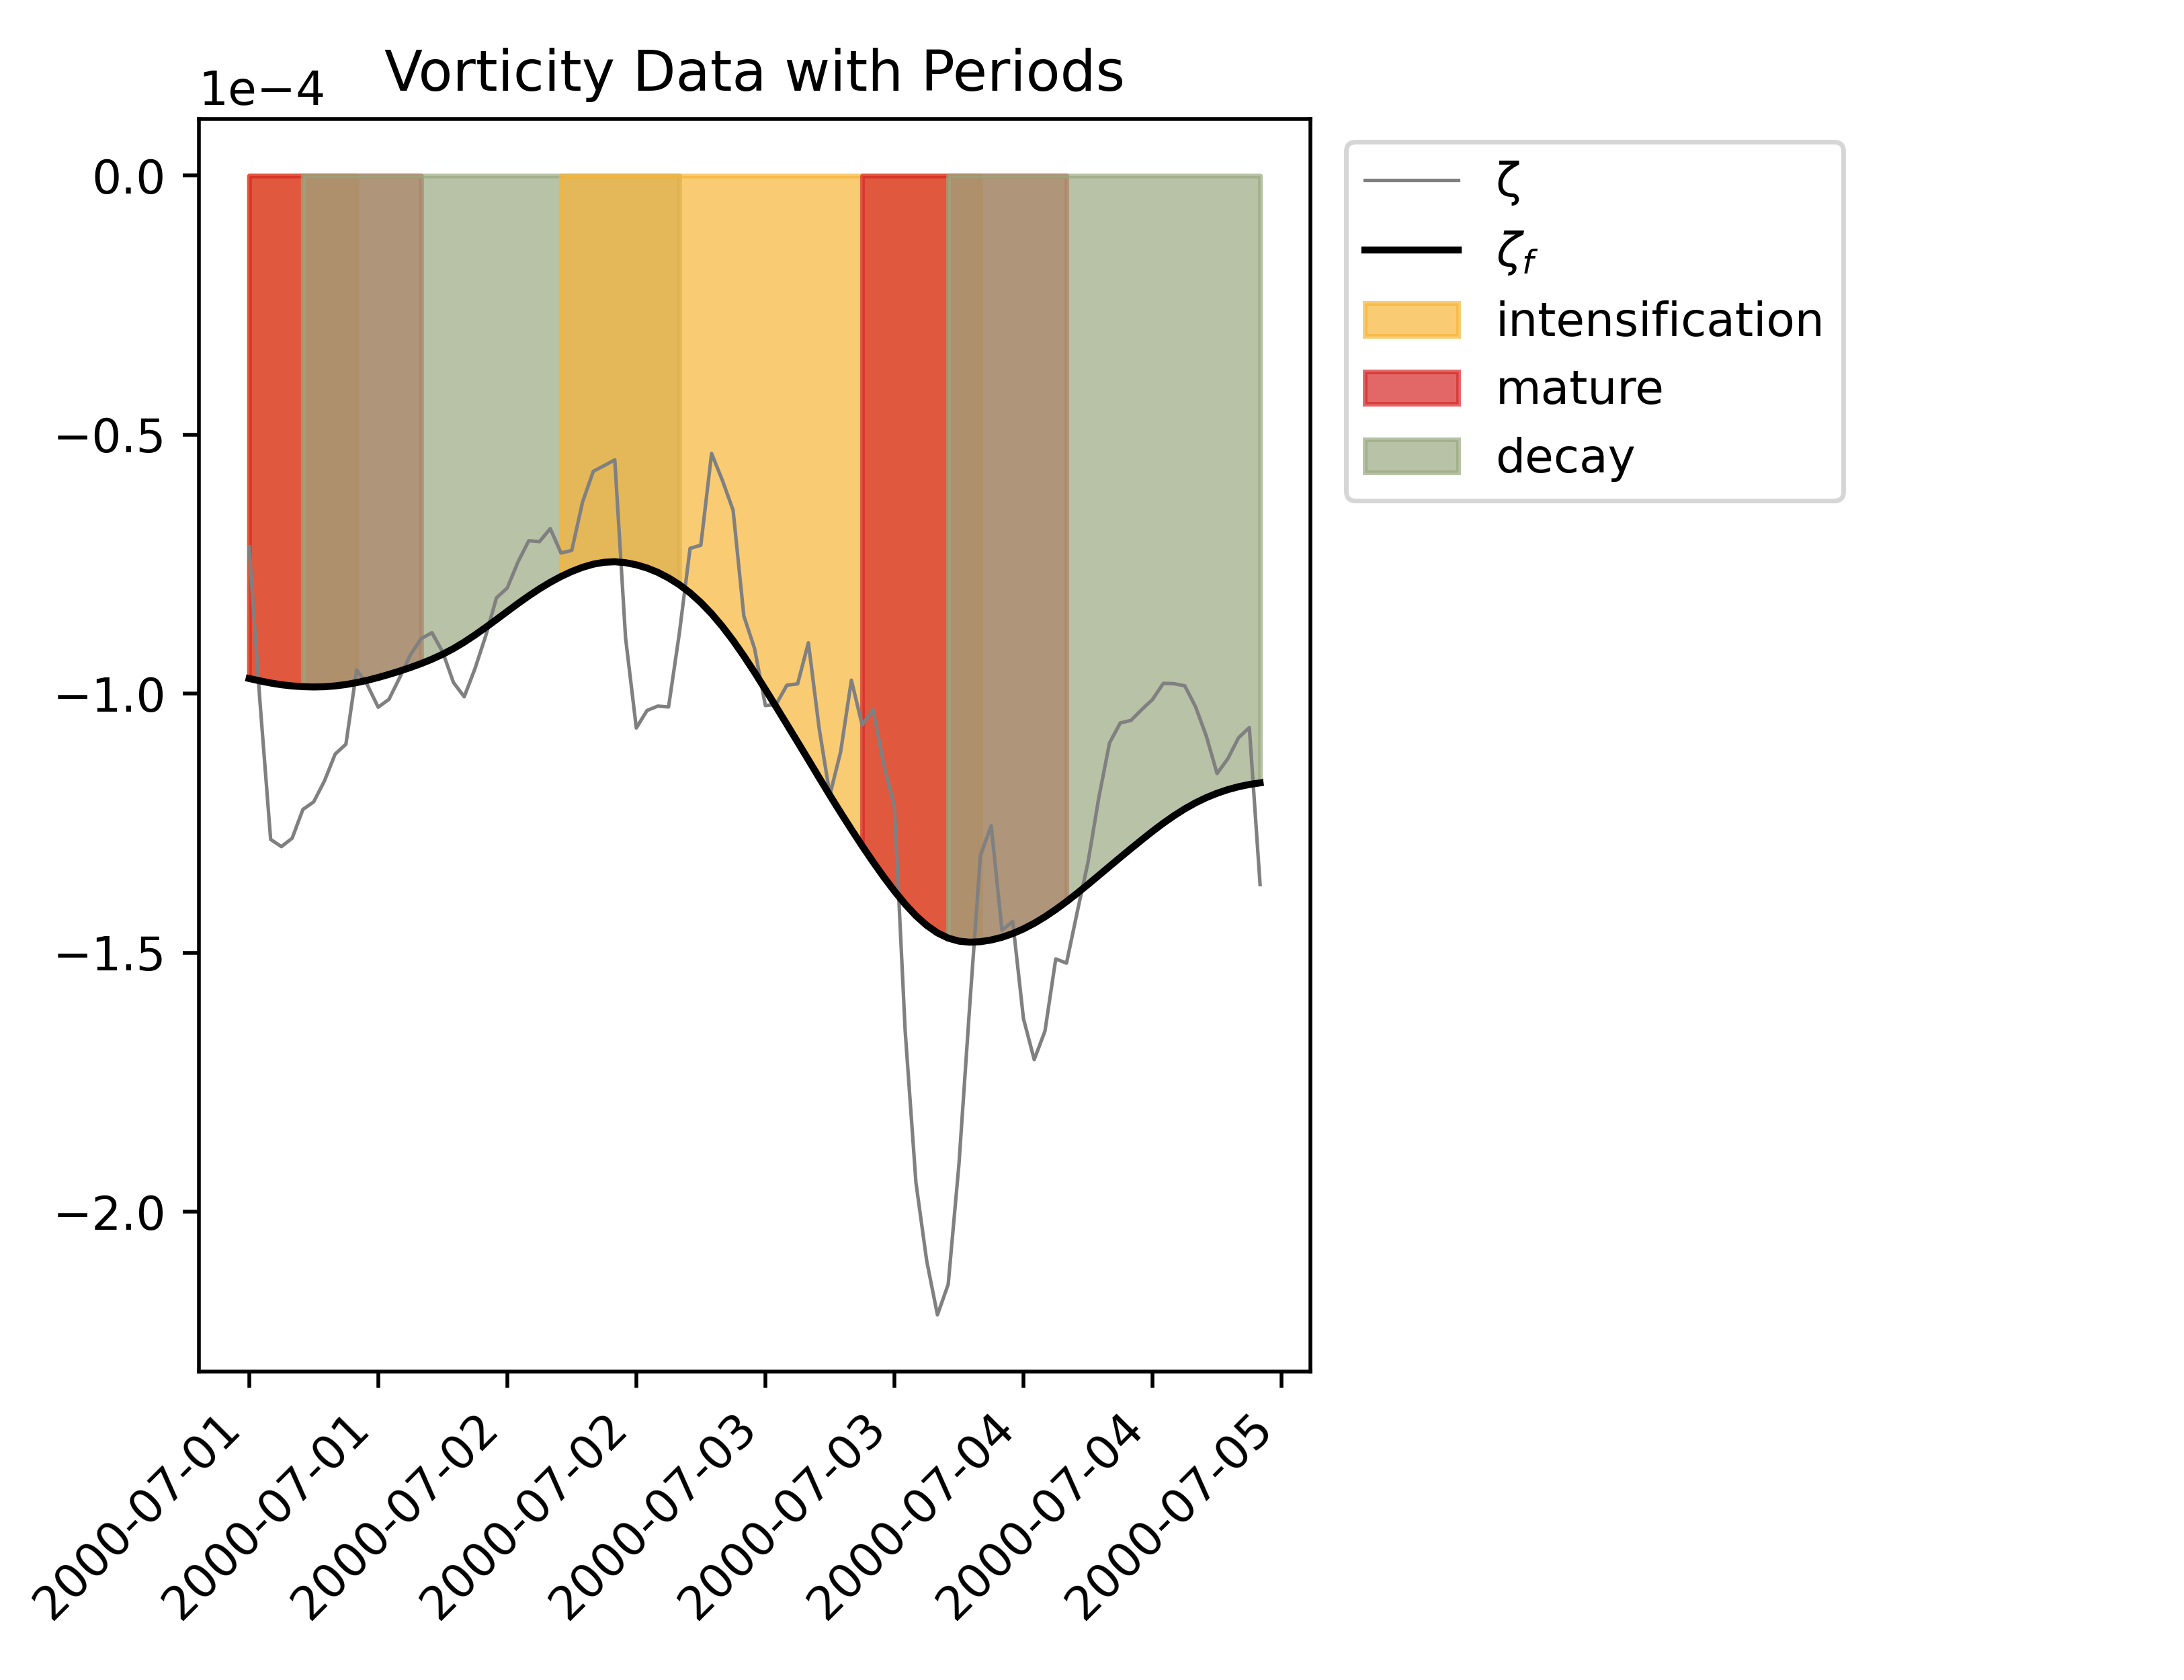 Vorticity Data with Periods
1e−4
0.0
−0.5
−1.0
−1.5
−2.0
2000-07-01
2000-07-01
2000-07-02
2000-07-02
2000-07-03
2000-07-03
2000-07-04
2000-07-04
2000-07-05
ζ
ζf
intensification
mature
decay